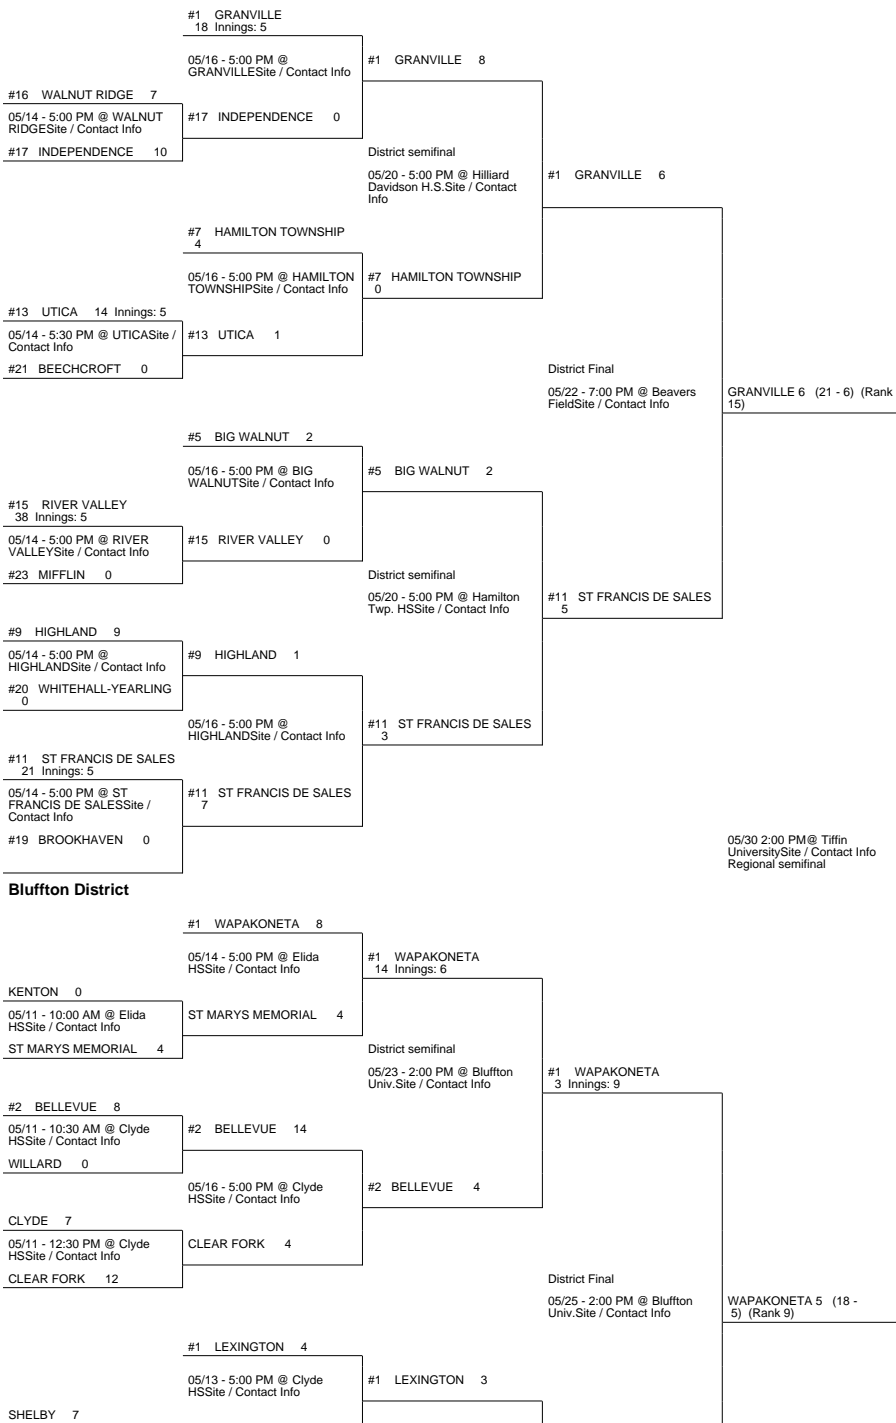 #1 GRANVILLE
18 Innings: 5
05/16 - 5:00 PM @
GRANVILLESite / Contact Info
#1 GRANVILLE 8
#16 WALNUT RIDGE 7
05/14 - 5:00 PM @ WALNUT
RIDGESite / Contact Info
#17 INDEPENDENCE 0
#17 INDEPENDENCE 10
District semifinal
05/20 - 5:00 PM @ Hilliard
Davidson H.S.Site / Contact
Info
#1 GRANVILLE 6
#7 HAMILTON TOWNSHIP
4
05/16 - 5:00 PM @ HAMILTON
TOWNSHIPSite / Contact Info
#7 HAMILTON TOWNSHIP
0
#13 UTICA 14 Innings: 5
05/14 - 5:30 PM @ UTICASite /
Contact Info
#13 UTICA 1
#21 BEECHCROFT 0
District Final
05/22 - 7:00 PM @ Beavers
FieldSite / Contact Info
GRANVILLE 6 (21 - 6) (Rank
15)
#5 BIG WALNUT 2
05/16 - 5:00 PM @ BIG
WALNUTSite / Contact Info
#5 BIG WALNUT 2
#15 RIVER VALLEY
38 Innings: 5
05/14 - 5:00 PM @ RIVER
VALLEYSite / Contact Info
#15 RIVER VALLEY 0
#23 MIFFLIN 0
District semifinal
05/20 - 5:00 PM @ Hamilton
Twp. HSSite / Contact Info
#11 ST FRANCIS DE SALES
5
#9 HIGHLAND 9
05/14 - 5:00 PM @
HIGHLANDSite / Contact Info
#9 HIGHLAND 1
#20 WHITEHALL-YEARLING
0
05/16 - 5:00 PM @
HIGHLANDSite / Contact Info
#11 ST FRANCIS DE SALES
3
#11 ST FRANCIS DE SALES
21 Innings: 5
05/14 - 5:00 PM @ ST
FRANCIS DE SALESSite /
Contact Info
#11 ST FRANCIS DE SALES
7
#19 BROOKHAVEN 0
05/30 2:00 PM@ Tiffin
UniversitySite / Contact Info
Regional semifinal
Bluffton District
#1 WAPAKONETA 8
05/14 - 5:00 PM @ Elida
HSSite / Contact Info
#1 WAPAKONETA
14 Innings: 6
KENTON 0
05/11 - 10:00 AM @ Elida
HSSite / Contact Info
ST MARYS MEMORIAL 4
ST MARYS MEMORIAL 4
District semifinal
05/23 - 2:00 PM @ Bluffton
Univ.Site / Contact Info
#1 WAPAKONETA
3 Innings: 9
#2 BELLEVUE 8
05/11 - 10:30 AM @ Clyde
HSSite / Contact Info
#2 BELLEVUE 14
WILLARD 0
05/16 - 5:00 PM @ Clyde
HSSite / Contact Info
#2 BELLEVUE 4
CLYDE 7
05/11 - 12:30 PM @ Clyde
HSSite / Contact Info
CLEAR FORK 4
CLEAR FORK 12
District Final
05/25 - 2:00 PM @ Bluffton
Univ.Site / Contact Info
WAPAKONETA 5 (18 -
5) (Rank 9)
#1 LEXINGTON 4
05/13 - 5:00 PM @ Clyde
HSSite / Contact Info
#1 LEXINGTON 3
SHELBY 7